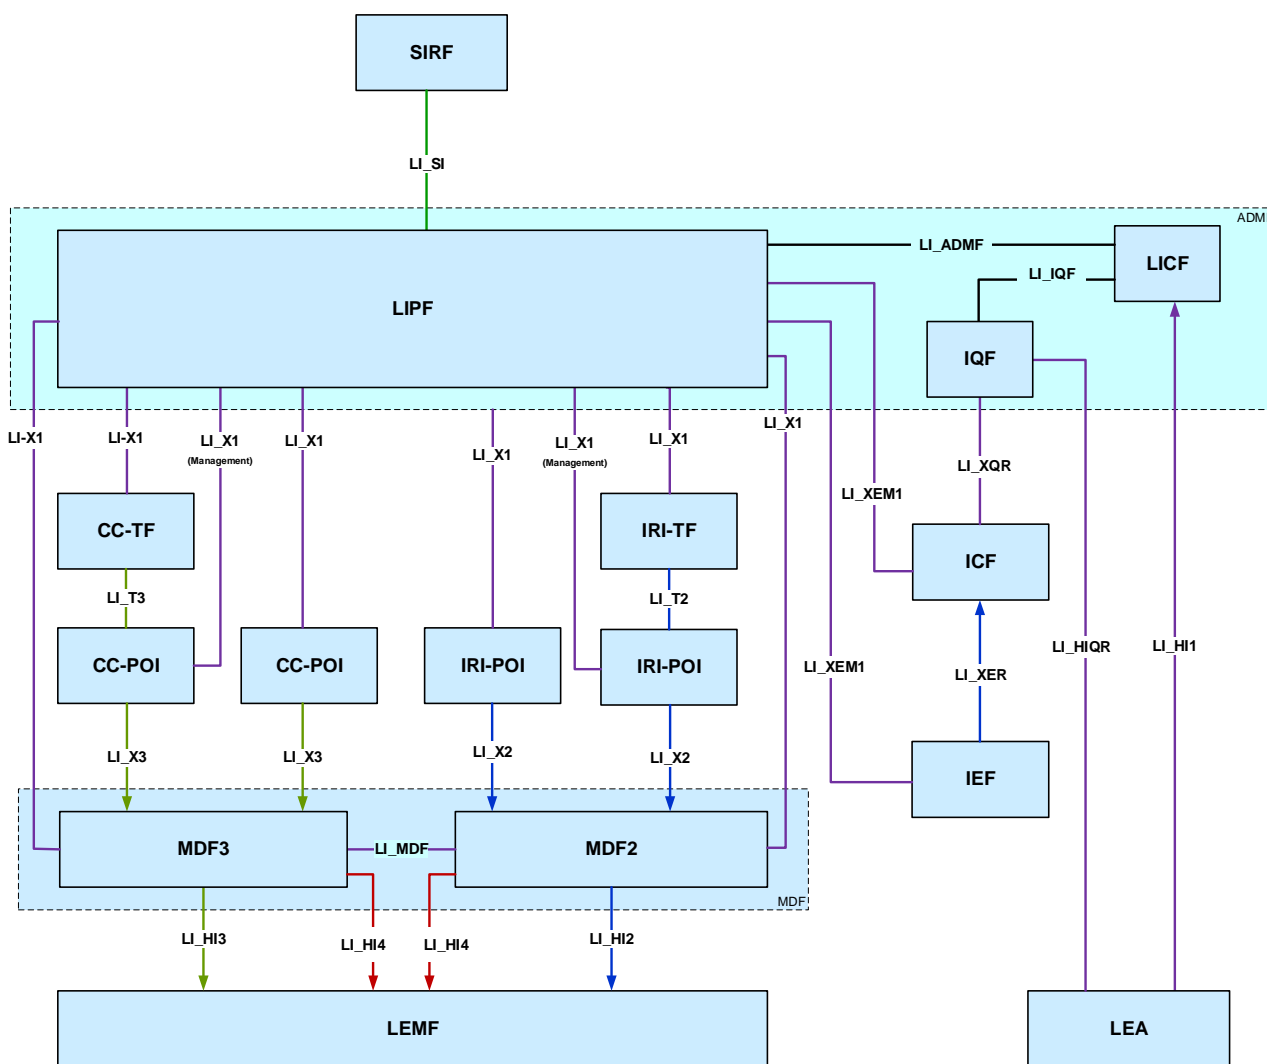 SIRF
LI_SI
ADM
LI_ADMF
LICF
LI_IQF
LIPF
IQF
LI-X1
LI-X1
LI_X1
(Management)
LI_X1
LI_X1
LI_X1
(Management)
LI_X1
LI_X1
LI_XQR
LI_XEM1
CC-TF
IRI-TF
ICF
LI_T3
LI_T2
LI_HIQR
LI_HI1
CC-POI
CC-POI
IRI-POI
IRI-POI
LI_XEM1
LI_XER
LI_X3
LI_X3
LI_X2
LI_X2
IEF
MDF3
LI_MDF
MDF2
MDF
LI_HI3
LI_HI4
LI_HI4
LI_HI2
LEMF
LEA